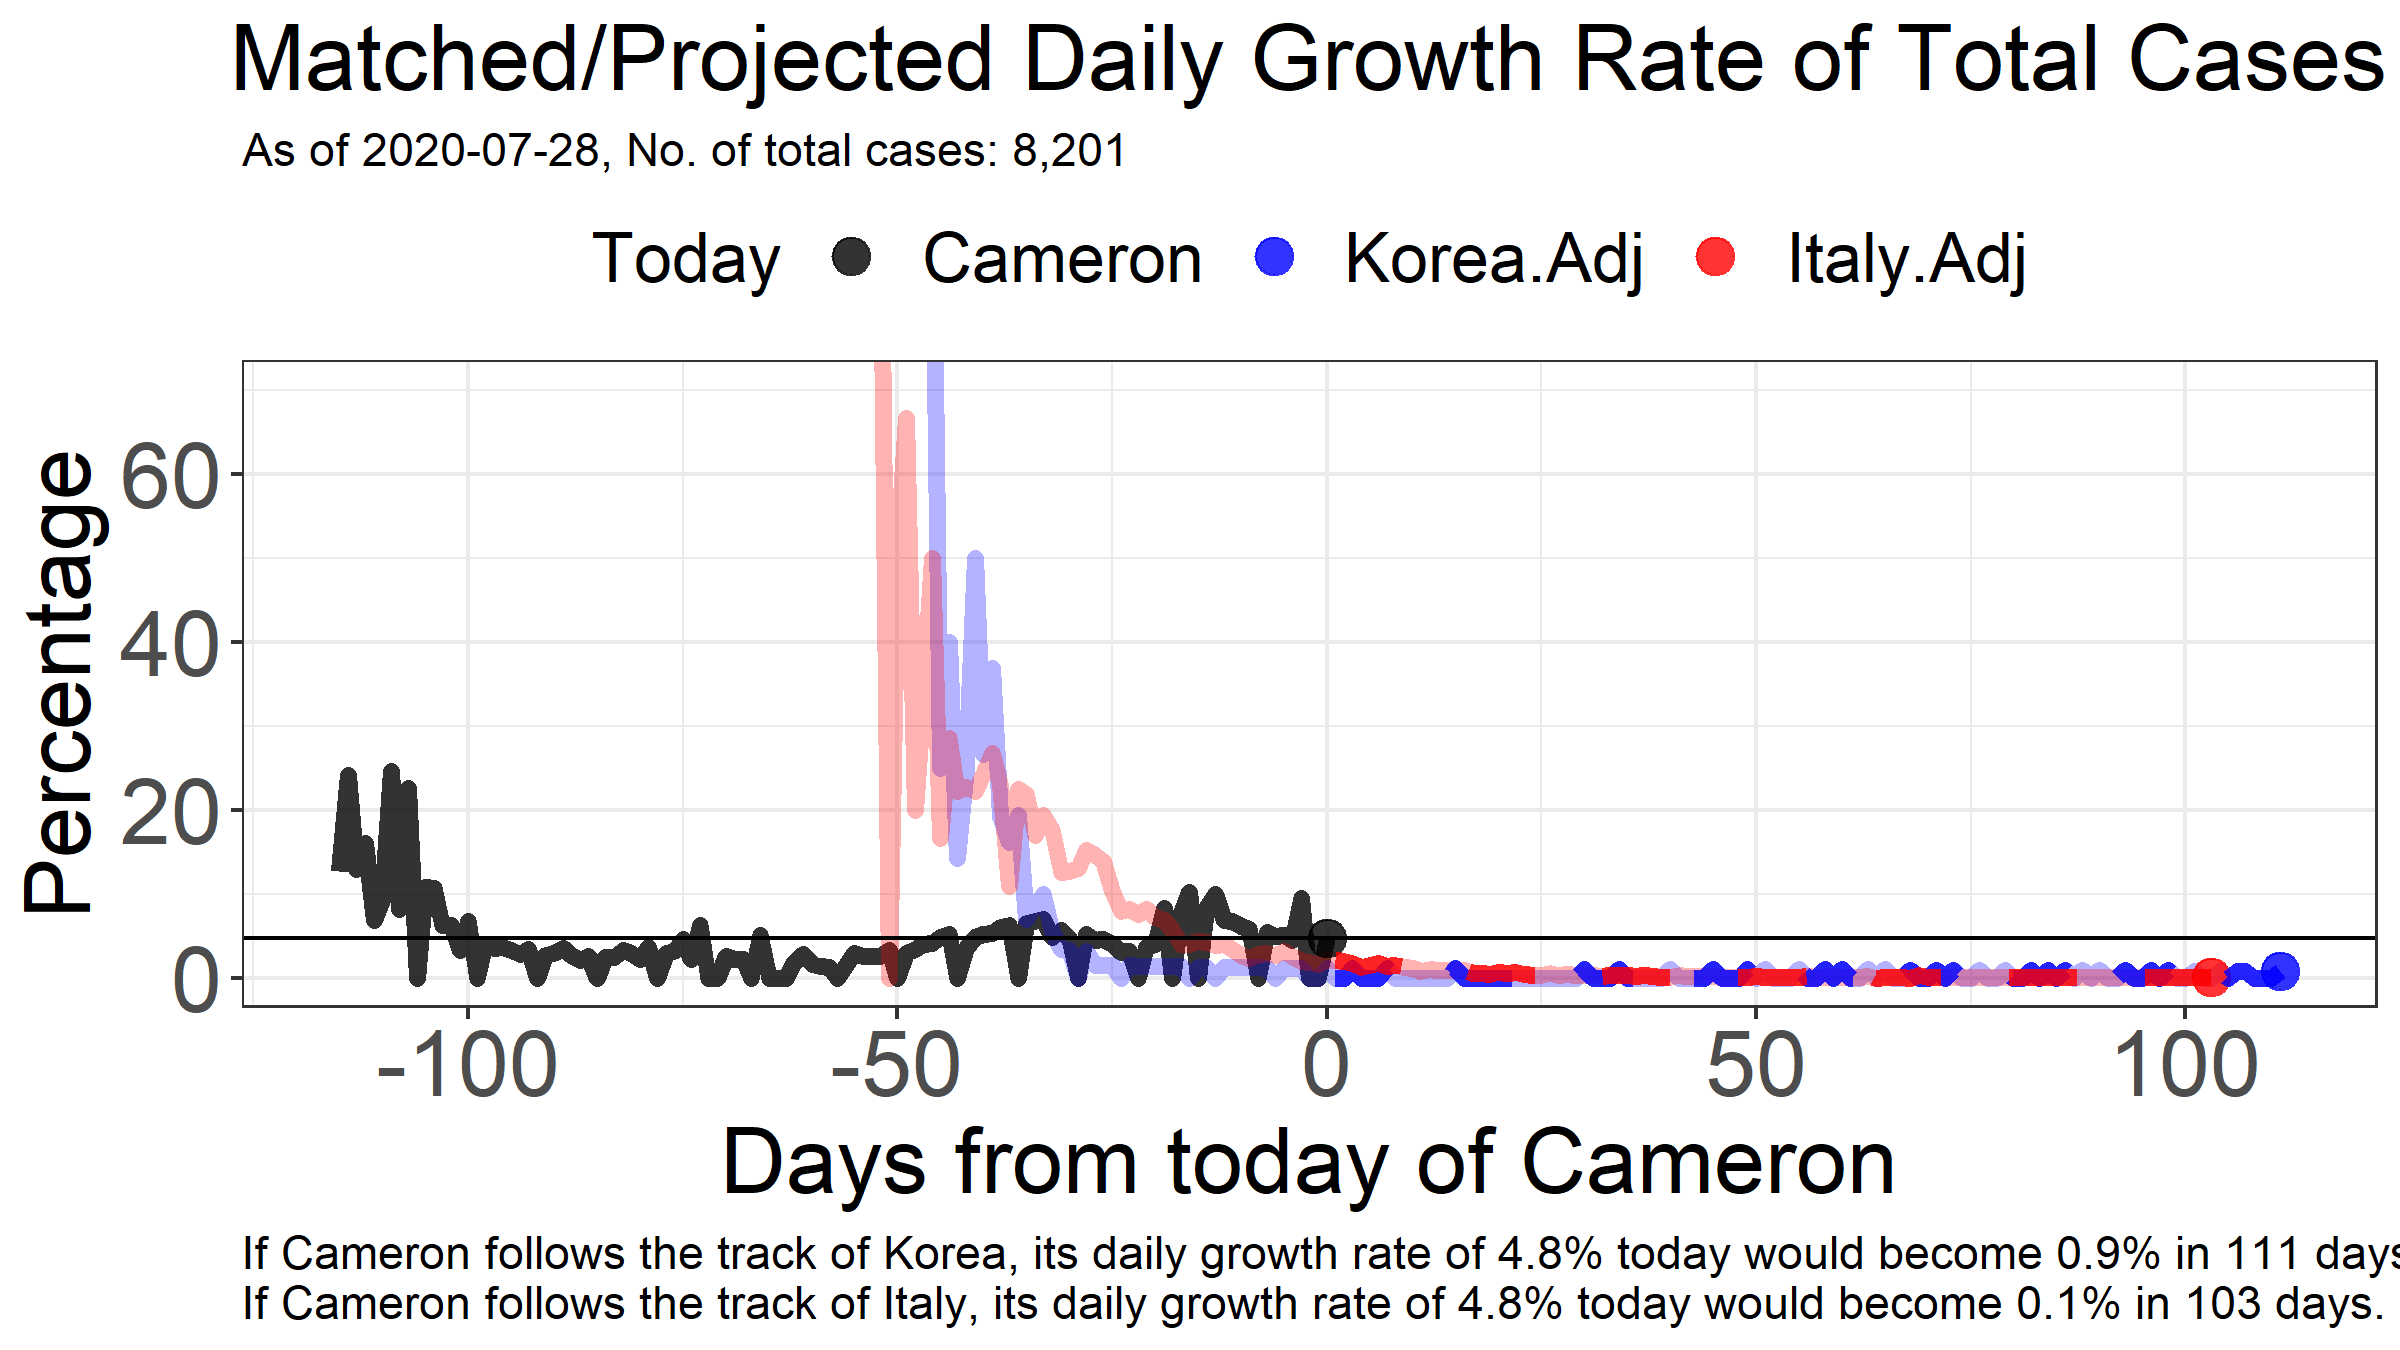 Matched/Projected Daily Growth Rate of Total Cases
As of 2020-07-28, No. of total cases: 8,201
Today Cameron Korea.Adj Italy.Adj
Percentage
60
40
20
0
-100 -50 0 50 100
Days from today of Cameron
If Cameron follows the track of Korea, its daily growth rate of 4.8% today would become 0.9% in 111 days
If Cameron follows the track of Italy, its daily growth rate of 4.8% today would become 0.1% in 103 days.